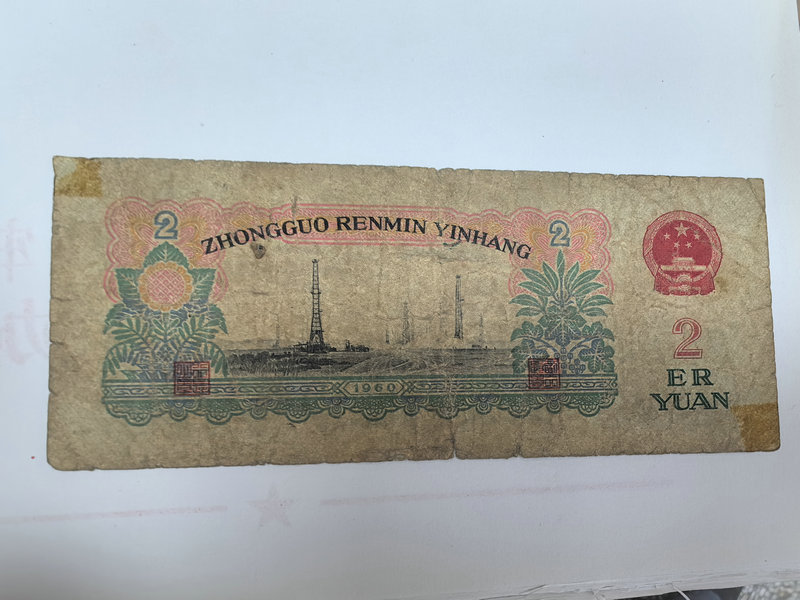 2
ZHONGGUO RENMIN YINHANG
2
1960
2
ER
YUAN